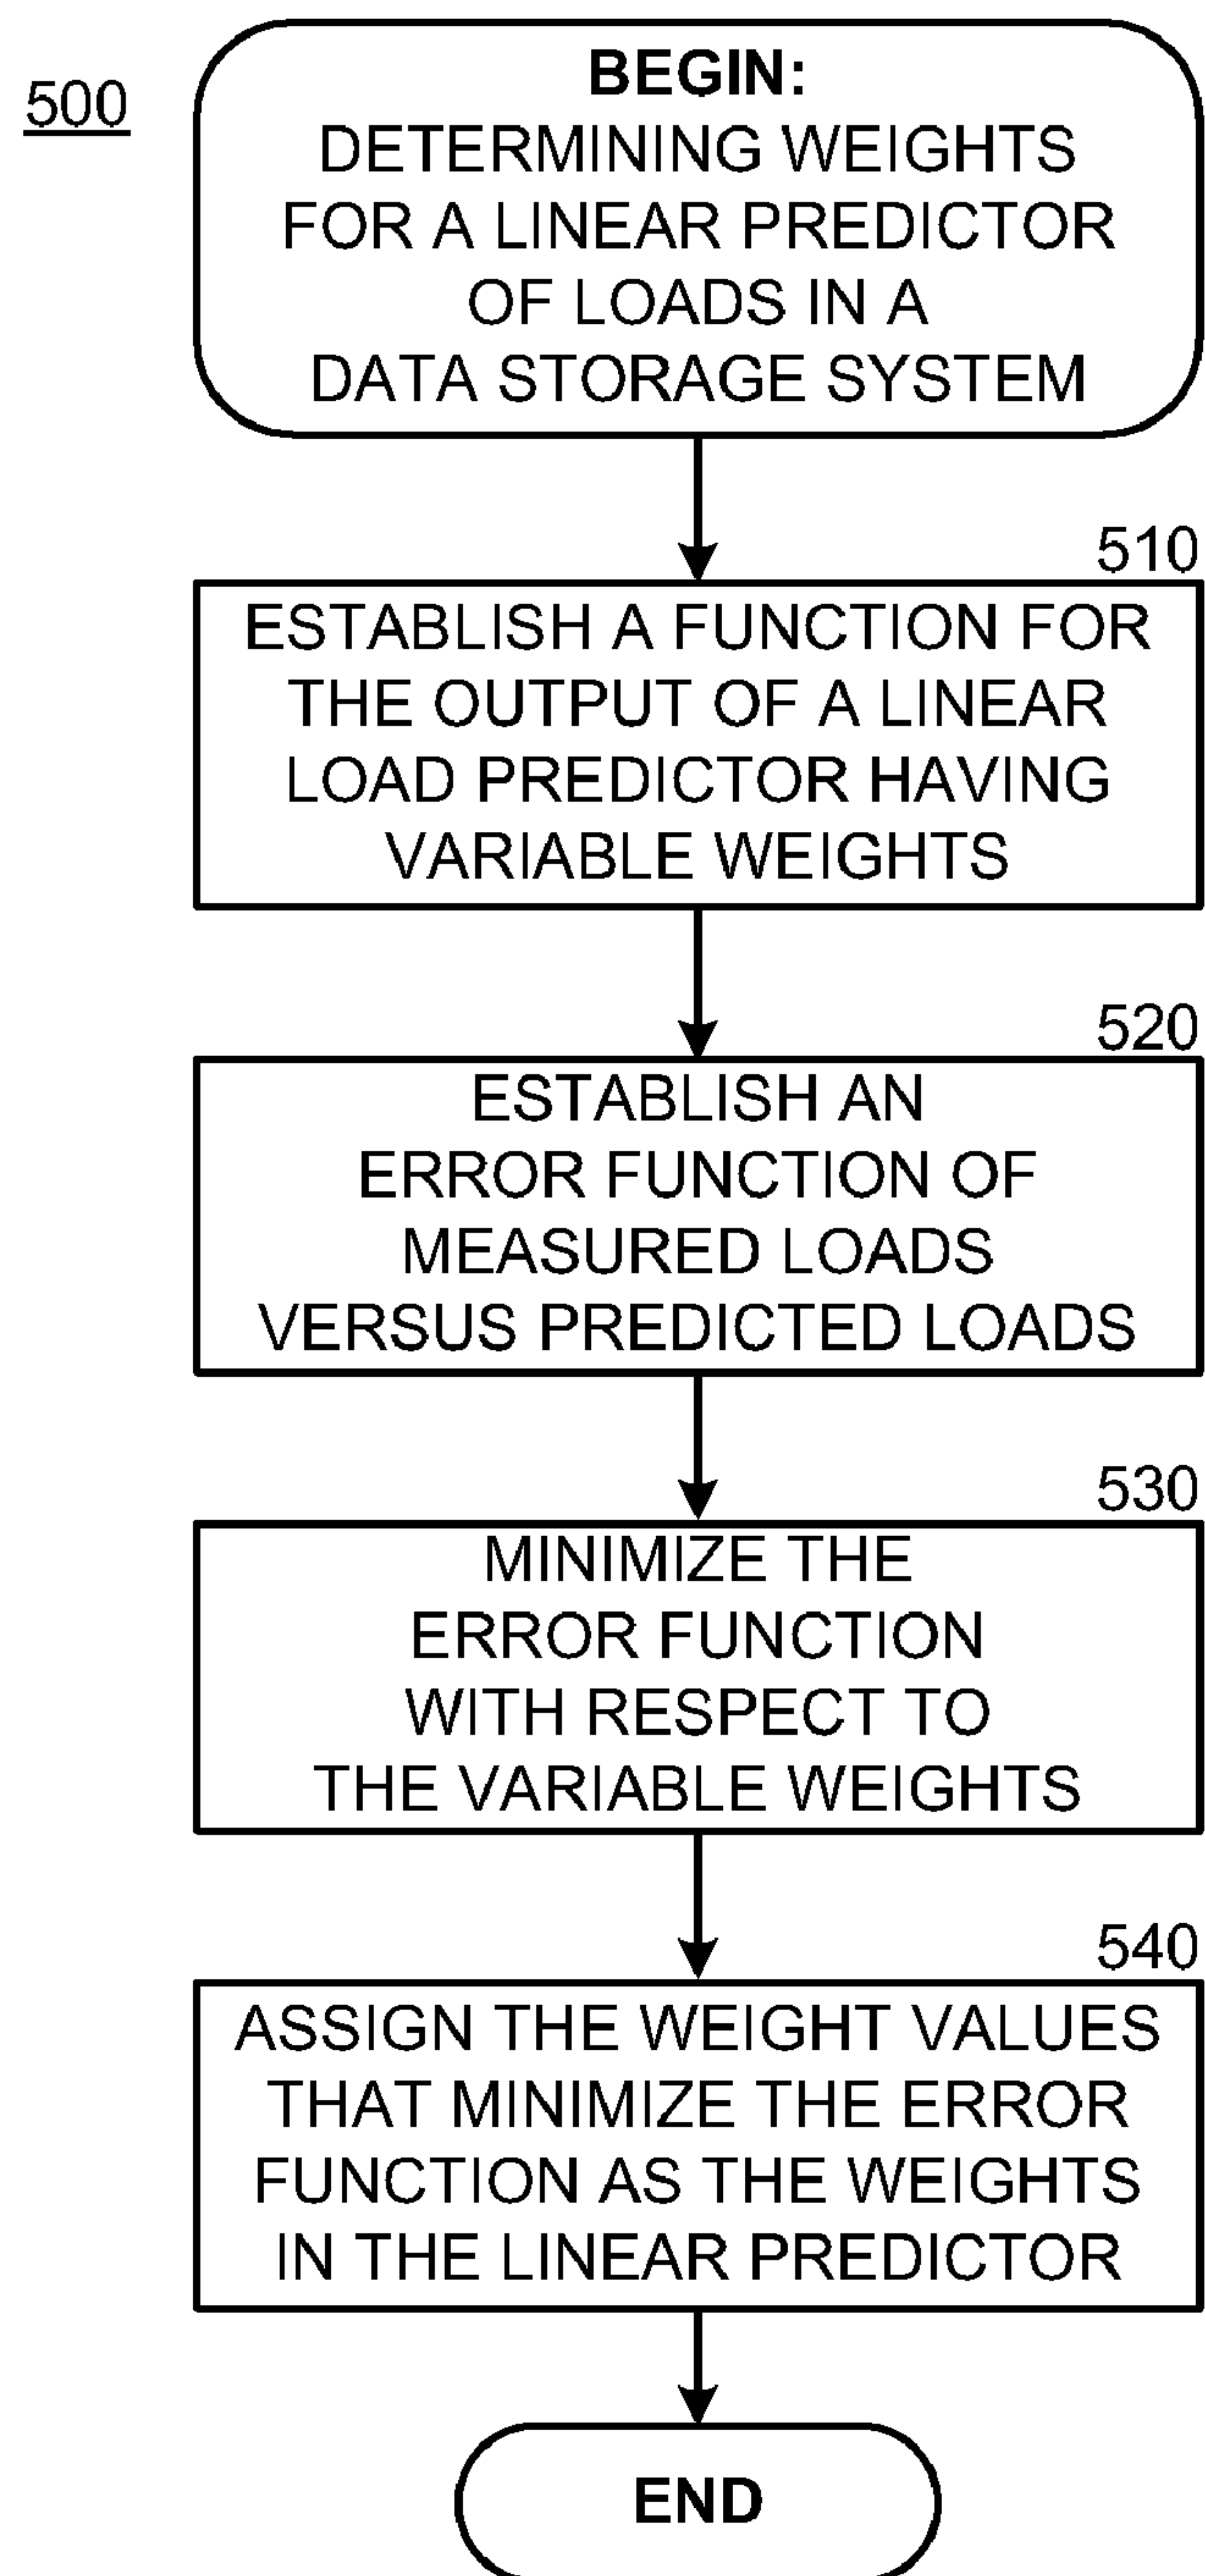 500
BEGIN:
DETERMINING WEIGHTS
FOR A LINEAR PREDICTOR
OF LOADS IN A
DATA STORAGE SYSTEM
510
ESTABLISH A FUNCTION FOR
THE OUTPUT OF A LINEAR
LOAD PREDICTOR HAVING
VARIABLE WEIGHTS
520
ESTABLISH AN
ERROR FUNCTION OF
MEASURED LOADS
VERSUS PREDICTED LOADS
530
MINIMIZE THE
ERROR FUNCTION
WITH RESPECT TO
THE VARIABLE WEIGHTS
540
ASSIGN THE WEIGHT VALUES
THAT MINIMIZE THE ERROR
FUNCTION AS THE WEIGHTS
IN THE LINEAR PREDICTOR
END